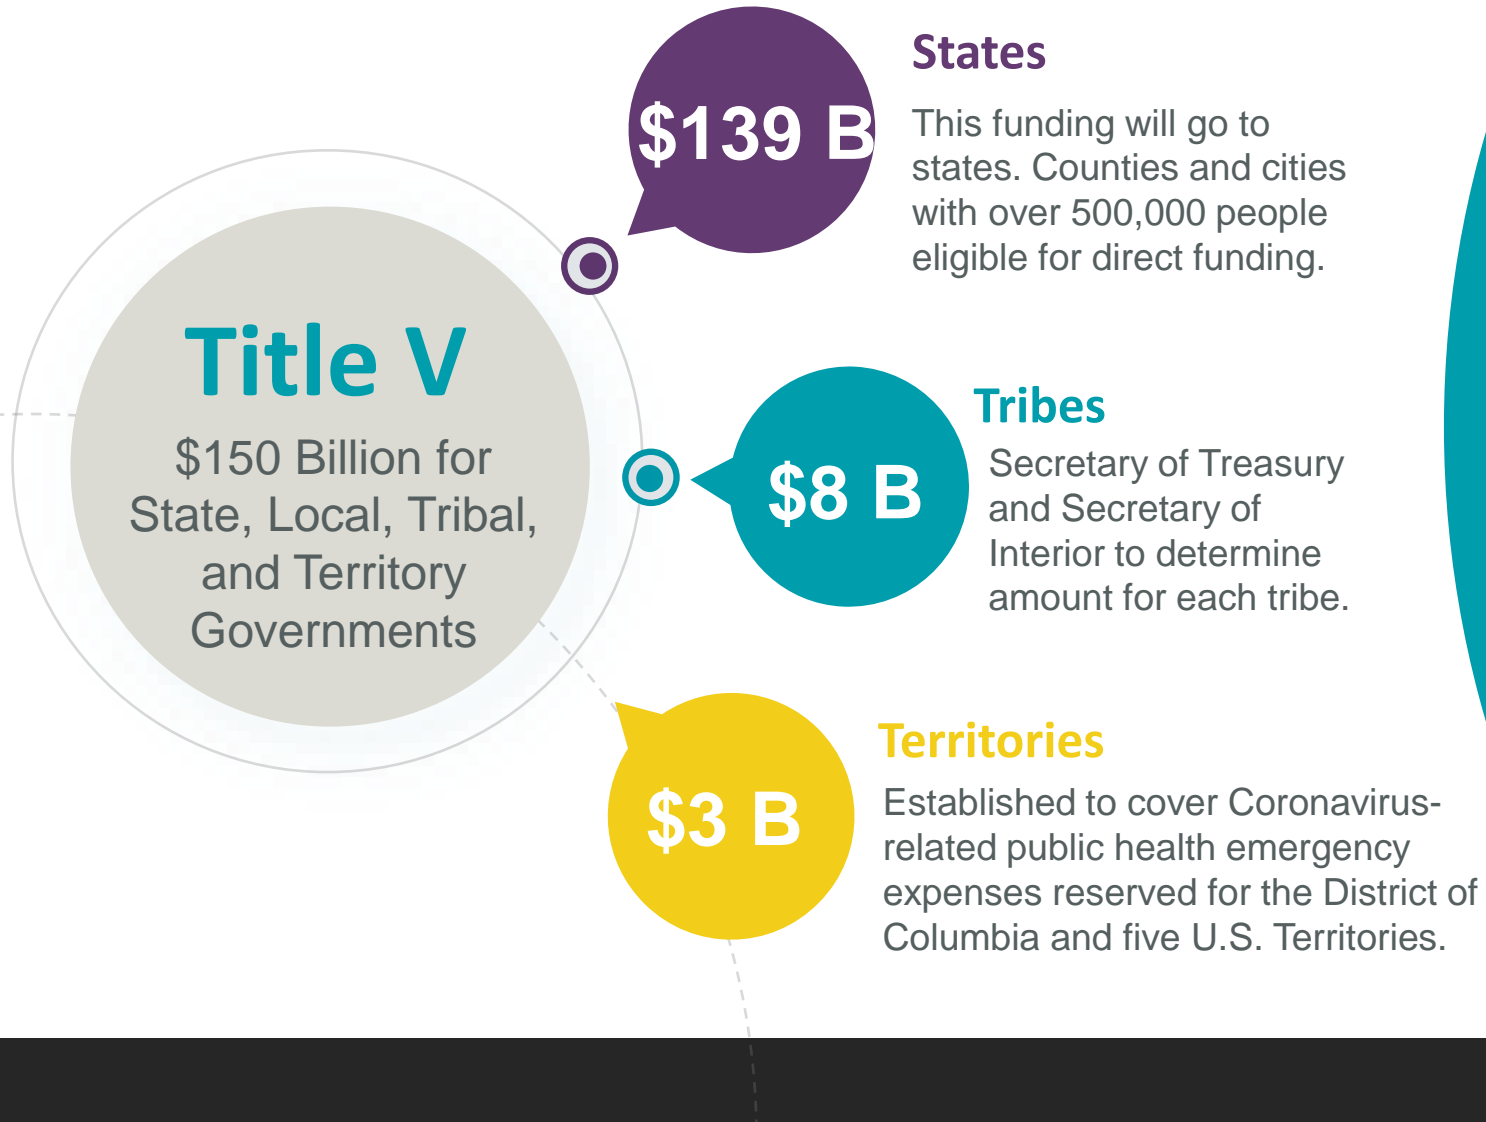 Title V
$150 Billion for
State, Local, Tribal,
and Territory
Governments
$139 B
States
This funding will go to
states. Counties and cities
with over 500,000 people
eligible for direct funding.
$8 B
Tribes
Secretary of Treasury
and Secretary of
Interior to determine
amount for each tribe.
$3 B
Territories
Established to cover Coronavirus-
related public health emergency
expenses reserved for the District of
Columbia and five U.S. Territories.